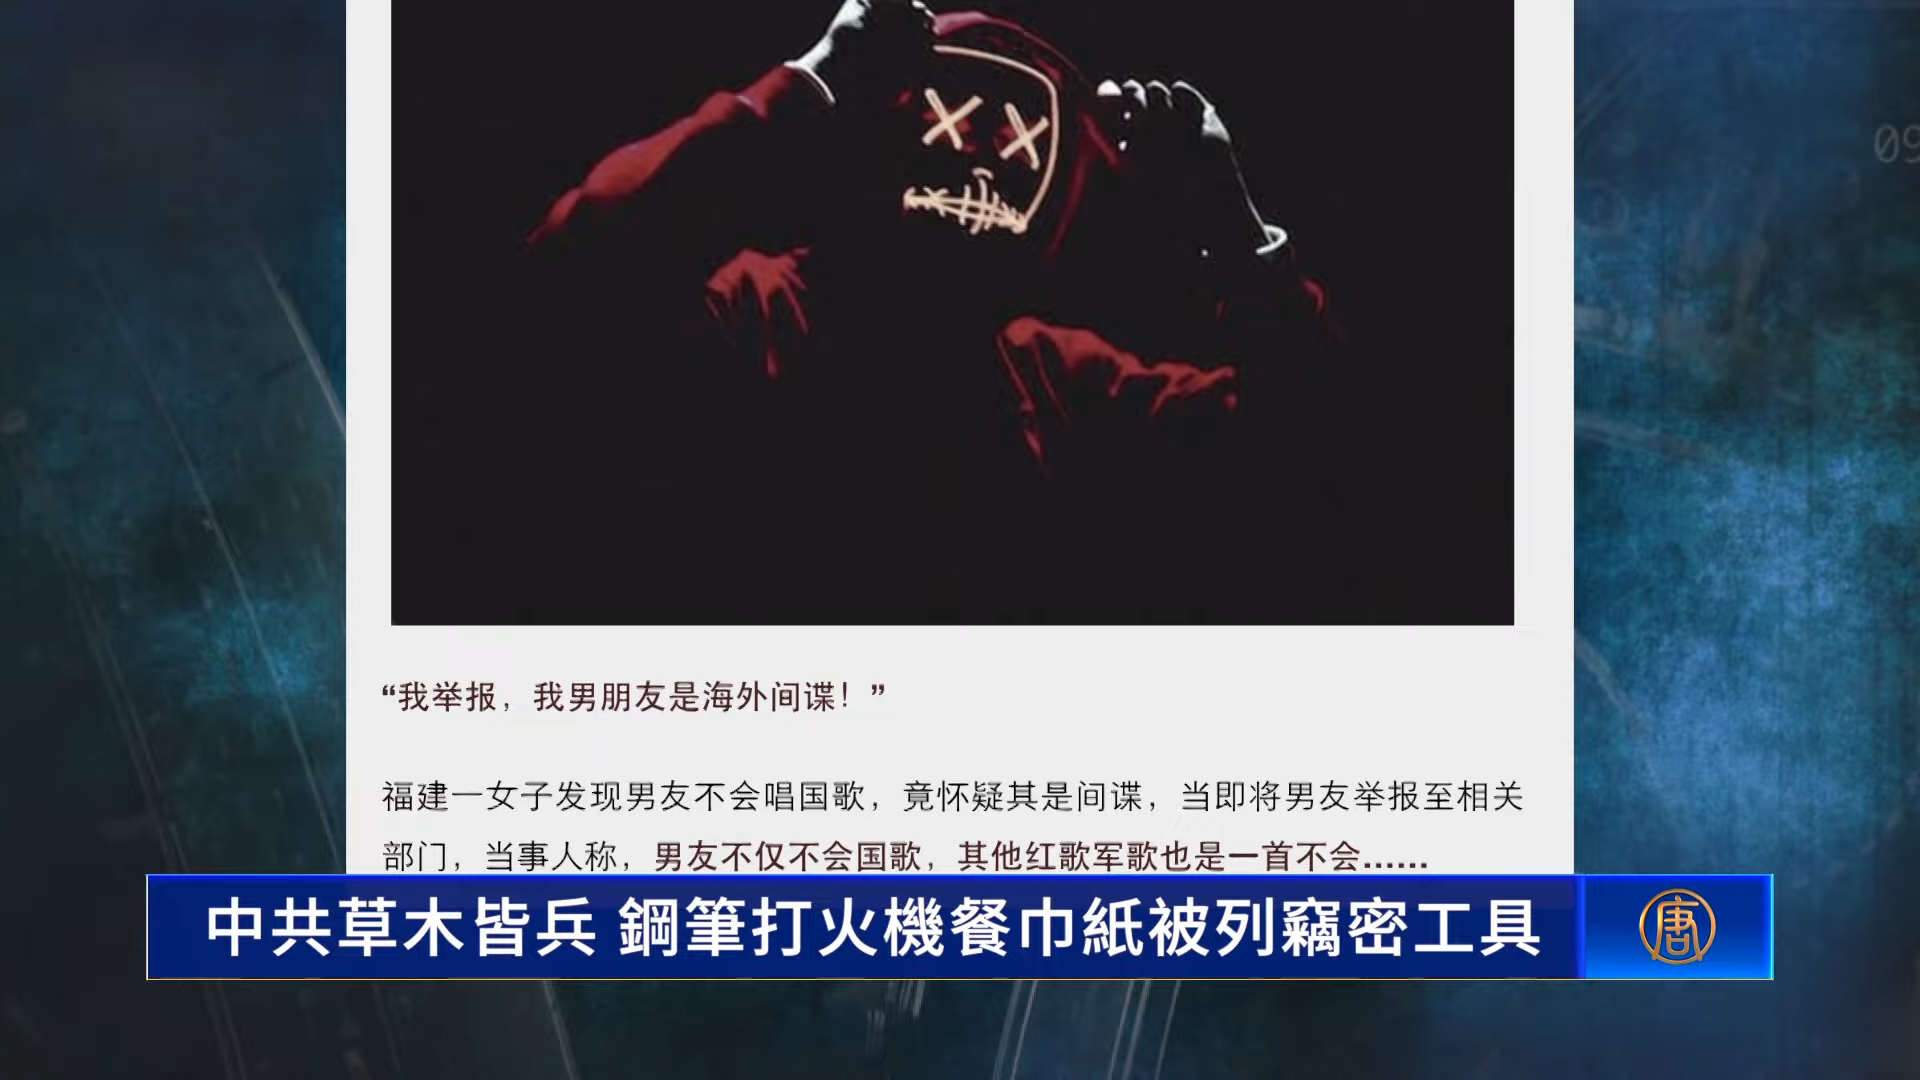 09
“我举报，我男朋友是海外间谍！”
福建一女子发现男友不会唱国歌，竟怀疑其是间谍，当即将男友举报至相关
部门，当事人称，男友不仅不会国歌，其他红歌军歌也是一首不会……
中共草木皆兵 鋼筆打火機餐巾紙被列竊密工具
唐